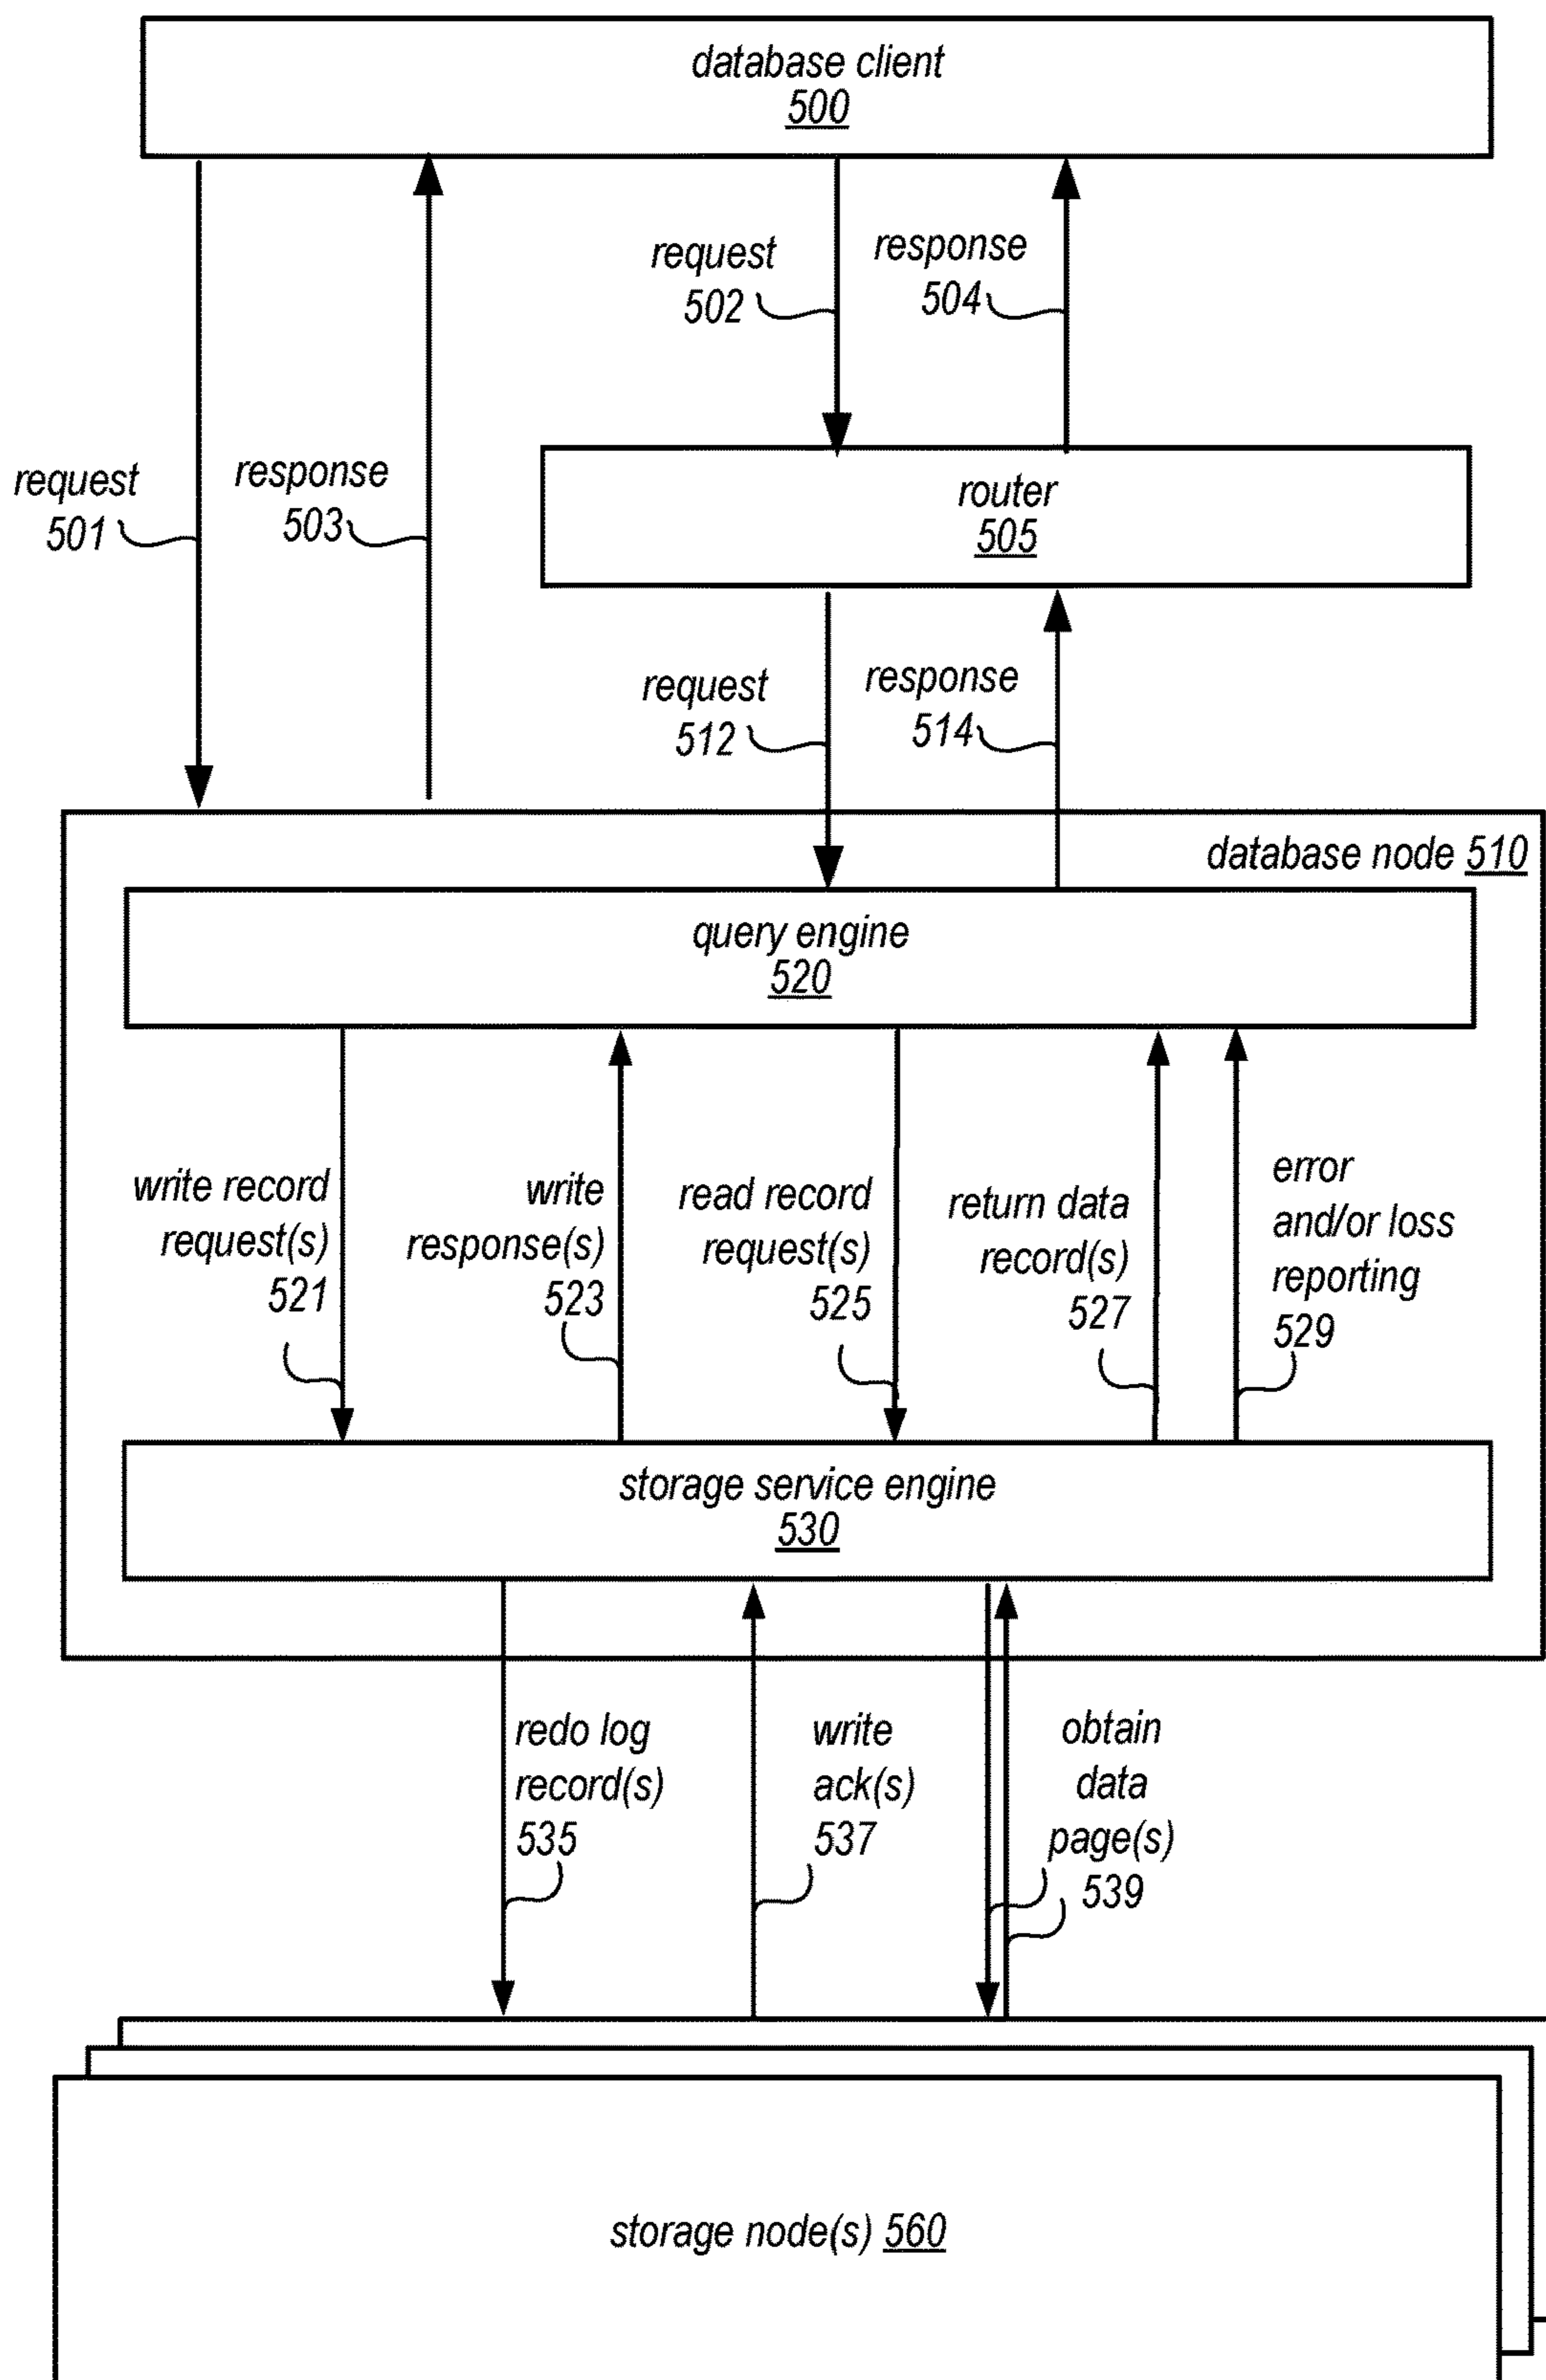 database client
500
request
502
response
504
request
501
response
503
router
505
request
512
response
514
database node 510
query engine
520
write record
request(s)
521
write
response(s)
523
read record
request(s)
525
return data
record(s)
527
error
and/or loss
reporting
529
storage service engine
530
redo log
record(s)
535
write
ack(s)
537
obtain
data
page(s)
539
storage node(s) 560